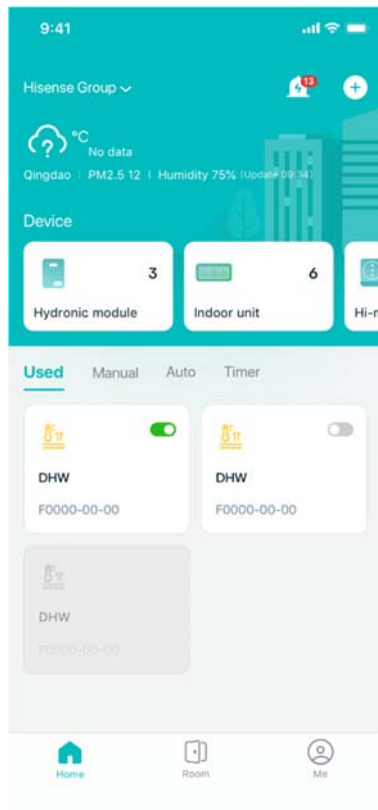 9:41
Hisense Group
13
°C
No data
Qingdao | PM2.5 12 | Humidity 75% (Update 09:34)
Device
3
6
Hydronic module
Indoor unit
Used Manual Auto Timer
DHW
DHW
F0000-00-00
F0000-00-00
DHW
F0000-00-00
Home
Room
Me